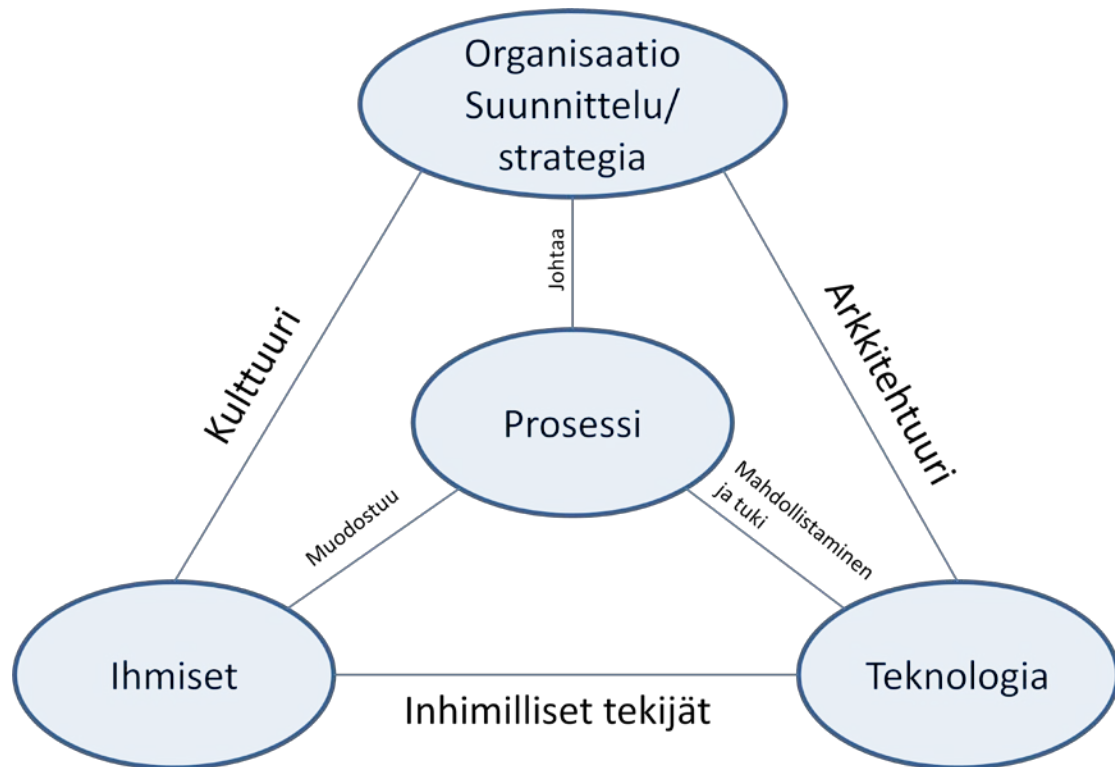 Organisaatio
Suunnittelu/
strategia
Johtaa
Kulttuuri
Arkkitehtuuri
Prosessi
Muodostuu
Mahdollistaminen
ja tuki
Ihmiset
Teknologia
Inhimilliset tekijät